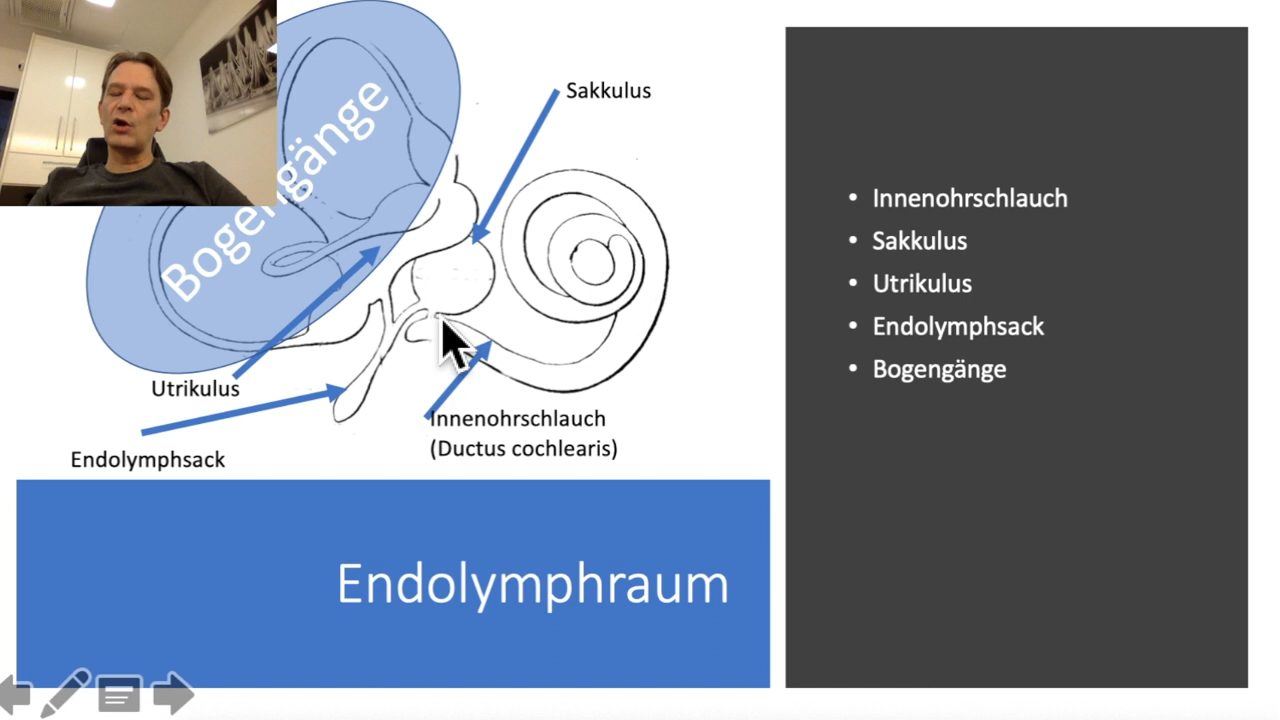 Bogengänge
Sakkulus
Utrikulus
Endolymphsack
Innenohrschlauch
(Ductus cochlearis)
Endolymphraum
• Innenohrschlauch
• Sakkulus
• Utrikulus
• Endolymphsack
• Bogengänge